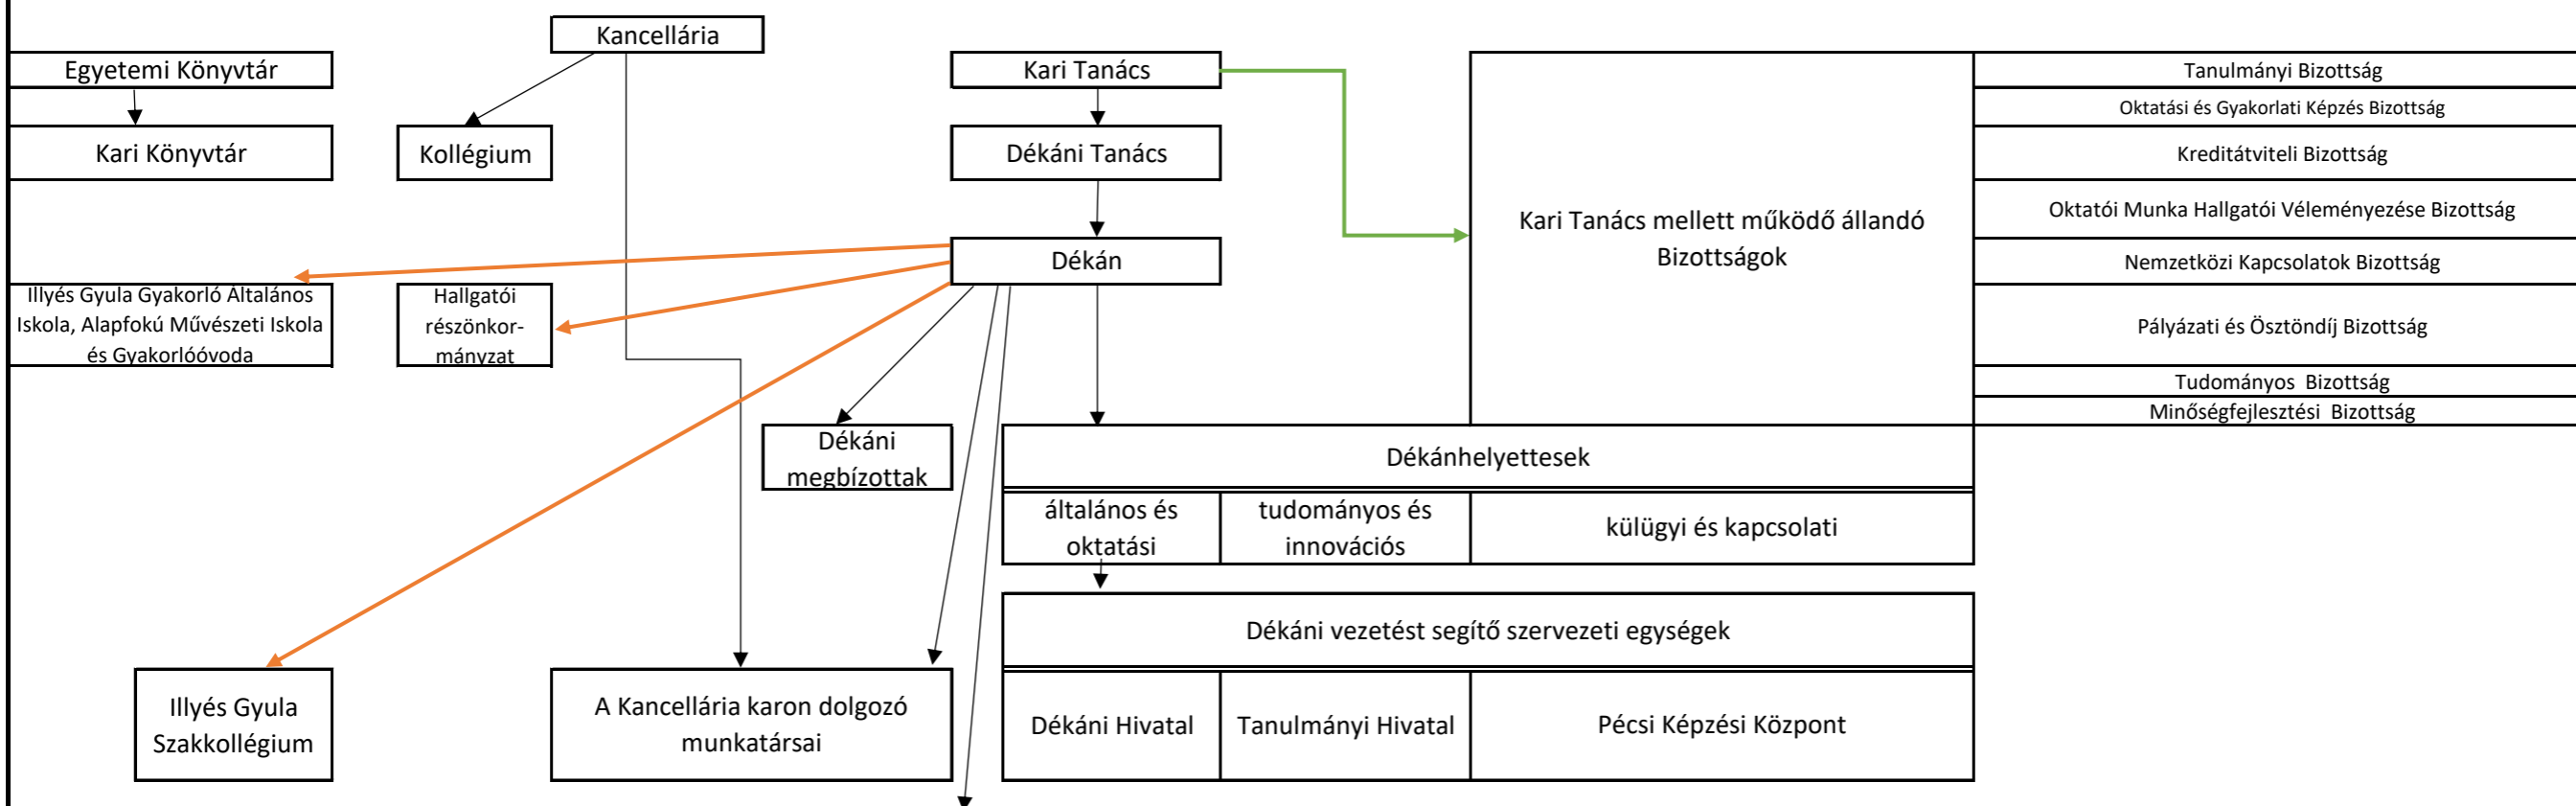 Kancellária
Egyetemi Könyvtár
Kari Tanács
Tanulmányi Bizottság
Oktatási és Gyakorlati Képzés Bizottság
Kari Könyvtár
Kollégium
Dékáni Tanács
Kreditátviteli Bizottság
Kari Tanács mellett működő állandó
Bizottságok
Oktatói Munka Hallgatói Véleményezése Bizottság
Dékán
Nemzetközi Kapcsolatok Bizottság
Illyés Gyula Gyakorló Általános
Iskola, Alapfokú Művészeti Iskola
és Gyakorlóóvoda
Hallgatói
részönkor-
mányzat
Pályázati és Ösztöndíj Bizottság
Tudományos  Bizottság
Minőségfejlesztési  Bizottság
Dékáni
megbízottak
Dékánhelyettesek
általános és
oktatási
tudományos és
innovációs
külügyi és kapcsolati
Dékáni vezetést segítő szervezeti egységek
Illyés Gyula
Szakkollégium
A Kancellária karon dolgozó
munkatársai
Dékáni Hivatal
Tanulmányi Hivatal
Pécsi Képzési Központ